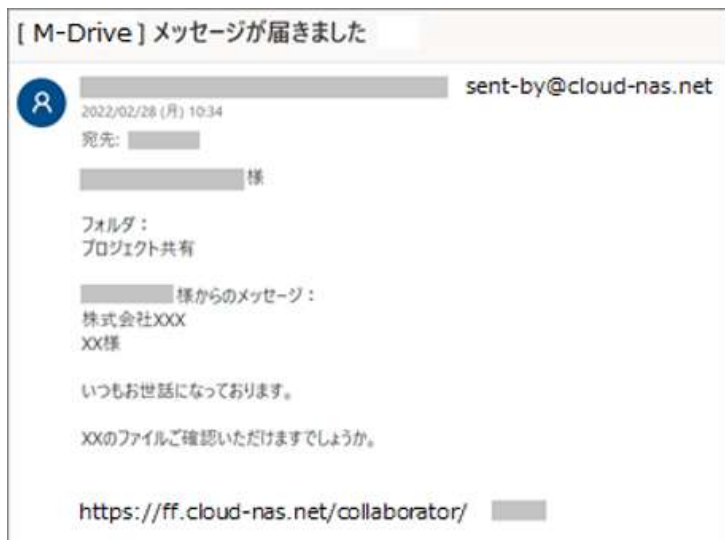 [ M-Drive ] メッセージが届きました
sent-by@cloud-nas.net
2022/02/28 (月) 10:34
宛先:
様
フォルダ：
プロジェクト共有
様からのメッセージ：
株式会社XXX
XX様
いつもお世話になっております。
XXのファイルご確認いただけますでしょうか。
https://ff.cloud-nas.net/collaborator/